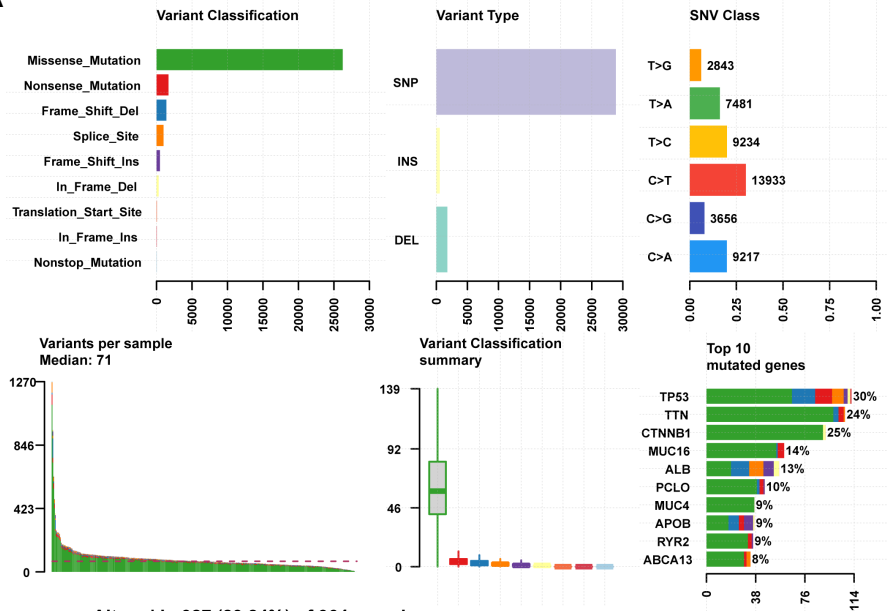 Variant Classification
Missense_Mutation
Nonsense_Mutation
Frame_Shift_Del
Splice_Site
Frame_Shift_Ins
In_Frame_Del
Translation_Start_Site
In_Frame_Ins
Nonstop_Mutation
0
5000
10000
15000
20000
25000
30000
Variant Type
SNP
INS
DEL
0
5000
10000
15000
20000
25000
30000
SNV Class
T>G 2843
T>A 7481
T>C 9234
C>T 13933
C>G 3656
C>A 9217
0.00
0.25
0.50
0.75
1.00
Variants per sample
Median: 71
1270
846
423
0
Variant Classification
summary
139
92
46
0
Top 10
mutated genes
TP53 30%
TTN 24%
CTNNB1 25%
MUC16 14%
ALB 13%
PCLO 10%
MUC4 9%
APOB 9%
RYR2 9%
ABCA13 8%
0
38
76
114